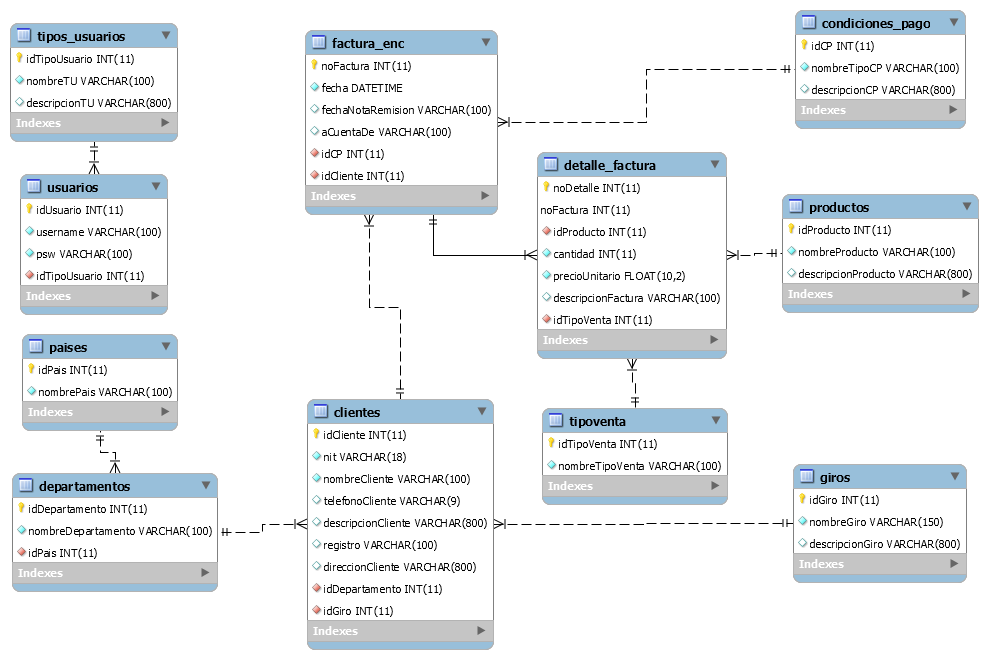 tipos_usuarios
idTipoUsuario INT(11)
nombreTU VARCHAR(100)
descripcionTU VARCHAR(800)
Indexes
usuarios
idUsuario INT(11)
username VARCHAR(100)
psw VARCHAR(100)
idTipoUsuario INT(11)
Indexes
paises
idPais INT(11)
nombrePais VARCHAR(100)
Indexes
departamentos
idDepartamento INT(11)
nombreDepartamento VARCHAR(100)
idPais INT(11)
Indexes
factura_enc
noFactura INT(11)
fecha DATETIME
fechaNotaRemision VARCHAR(100)
aCuentaDe VARCHAR(100)
idCP INT(11)
idCliente INT(11)
Indexes
clientes
idCliente INT(11)
nit VARCHAR(18)
nombreCliente VARCHAR(100)
telefonoCliente VARCHAR(9)
descripcionCliente VARCHAR(800)
registro VARCHAR(100)
direccionCliente VARCHAR(800)
idDepartamento INT(11)
idGiro INT(11)
Indexes
detalle_factura
noDetalle INT(11)
noFactura INT(11)
idProducto INT(11)
cantidad INT(11)
precioUnitario FLOAT(10,2)
descripcionFactura VARCHAR(100)
idTipoVenta INT(11)
Indexes
tipoventa
idTipoVenta INT(11)
nombreTipoVenta VARCHAR(100)
Indexes
condiciones_pago
idCP INT(11)
nombreTipoCP VARCHAR(100)
descripcionCP VARCHAR(800)
Indexes
productos
idProducto INT(11)
nombreProducto VARCHAR(100)
descripcionProducto VARCHAR(800)
Indexes
giros
idGiro INT(11)
nombreGiro VARCHAR(150)
descripcionGiro VARCHAR(800)
Indexes